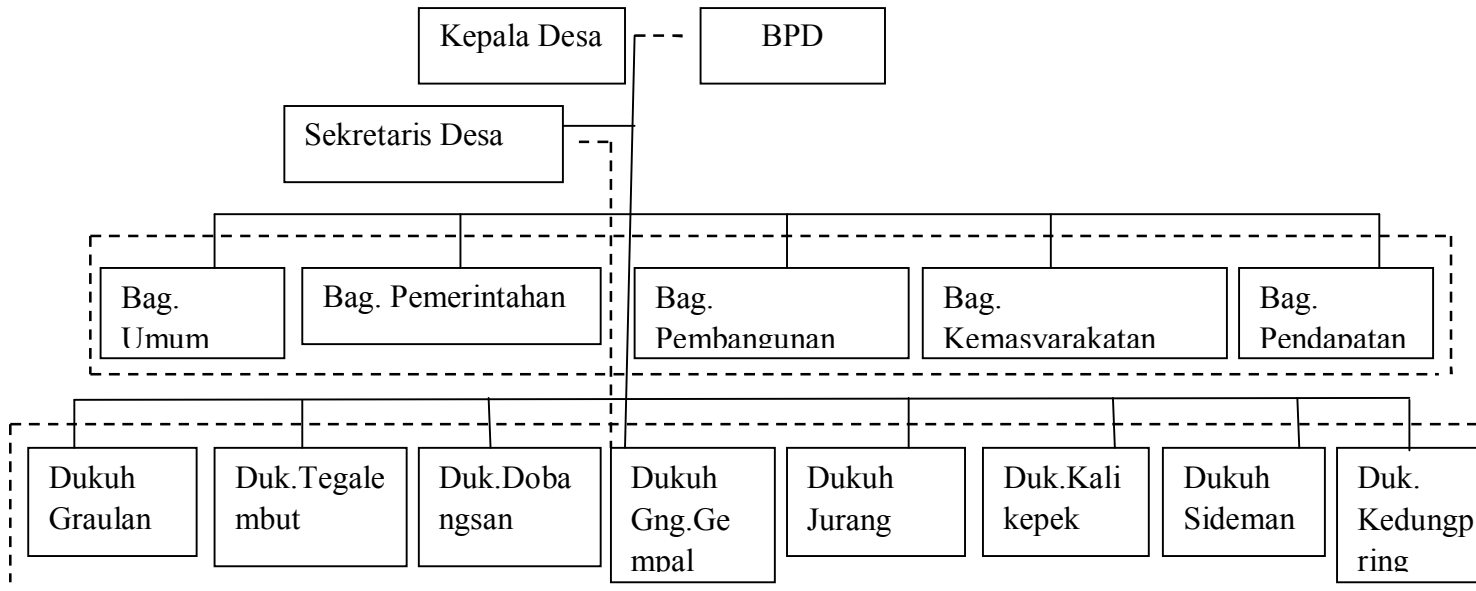 Kepala Desa
BPD
Sekretaris Desa
Bag.
Umum
Bag. Pemerintahan
Bag.
Pembangunan
Bag.
Kemasyarakatan
Bag.
Pendapatan
Dukuh
Graulan
Duk.Tegale
mbut
Duk.Doba
ngsan
Dukuh
Gng.Ge
mpal
Dukuh
Jurang
Duk.Kali
kepek
Dukuh
Sideman
Duk.
Kedungp
ring